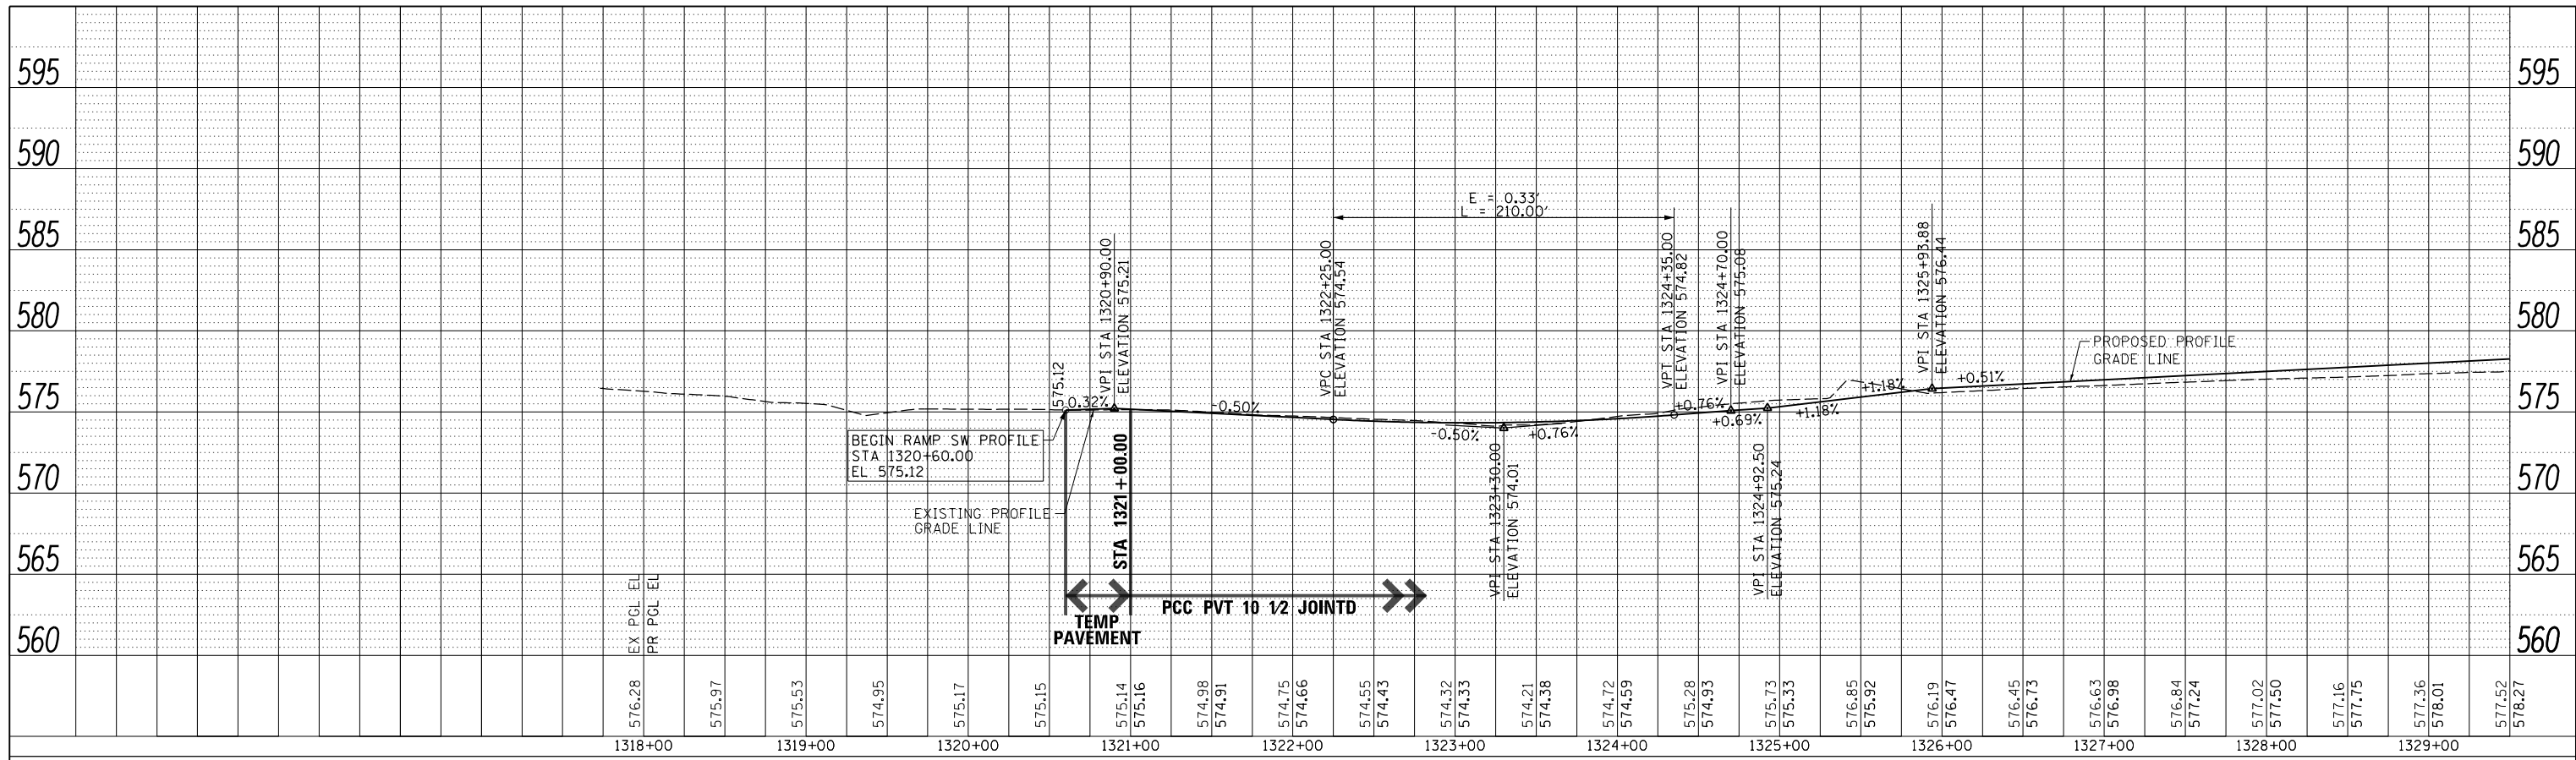 595 595
590 590
585 585
580 580
575 575
570 570
565 565
560 560
E = 0.33'
L = 210.00'
575.12
VPI STA 1320+90.00
ELEVATION 575.21
VPC STA 1322+25.00
ELEVATION 574.54
VPT STA 1324+35.00
ELEVATION 574.82
VPI STA 1324+70.00
ELEVATION 575.08
VPI STA 1325+93.88
ELEVATION 576.44
PROPOSED PROFILE
GRADE LINE
0.32%
-0.50%
-0.50%
+0.76%
+0.76%
+0.69%
+1.18%
+1.18%
+0.51%
BEGIN RAMP SW PROFILE
STA 1320+60.00
EL 575.12
EXISTING PROFILE
GRADE LINE
STA 1321 + 00.00
VPI STA 1323+30.00
ELEVATION 574.01
VPI STA 1324+92.50
ELEVATION 575.24
TEMP
PAVEMENT
PCC PVT 10 1/2 JOINTD
EX PGL EL
PR PGL EL
576.28
575.97
575.53
574.95
575.17
575.15
575.14
575.16
574.98
574.91
574.75
574.66
574.55
574.43
574.32
574.33
574.21
574.38
574.72
574.59
575.28
574.93
575.73
575.33
576.85
575.92
576.19
576.47
576.45
576.73
576.63
576.98
576.84
577.24
577.02
577.50
577.16
577.75
577.36
578.01
577.52
578.27
1318+00 1319+00 1320+00 1321+00 1322+00 1323+00 1324+00 1325+00 1326+00 1327+00 1328+00 1329+00